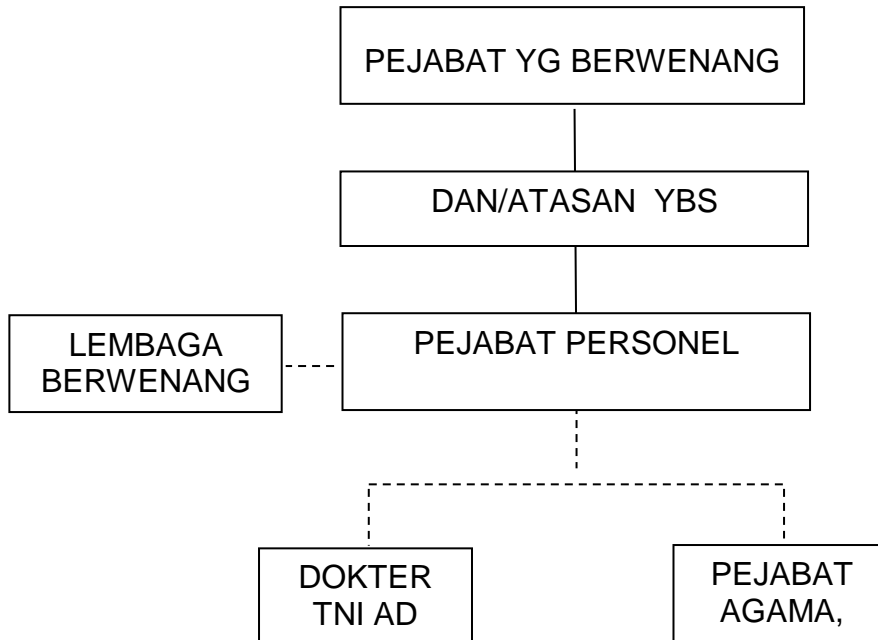 PEJABAT YG BERWENANG
DAN/ATASAN YBS
LEMBAGA
BERWENANG
PEJABAT PERSONEL
DOKTER
TNI AD
PEJABAT
AGAMA,